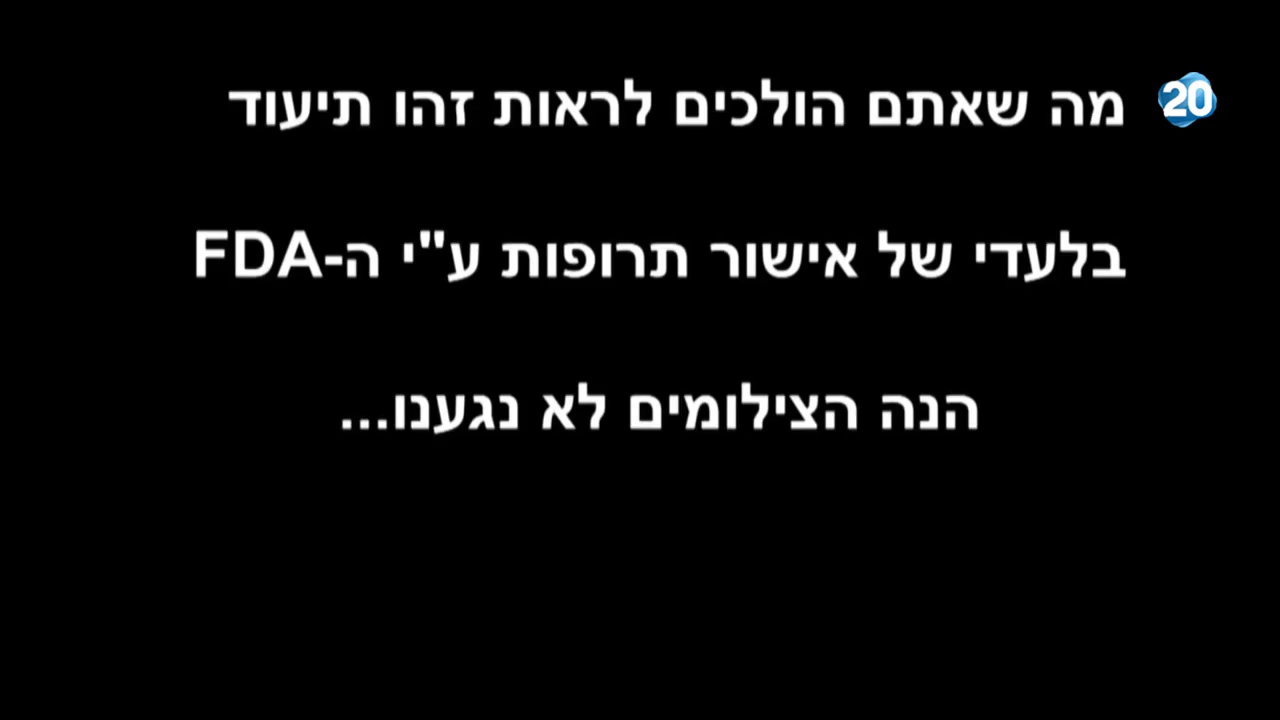 מה שאתם הולכים לראות זהו תיעוד
20
בלעדי של אישור תרופות ע"י ה-FDA
הנה הצילומים לא נגענו...